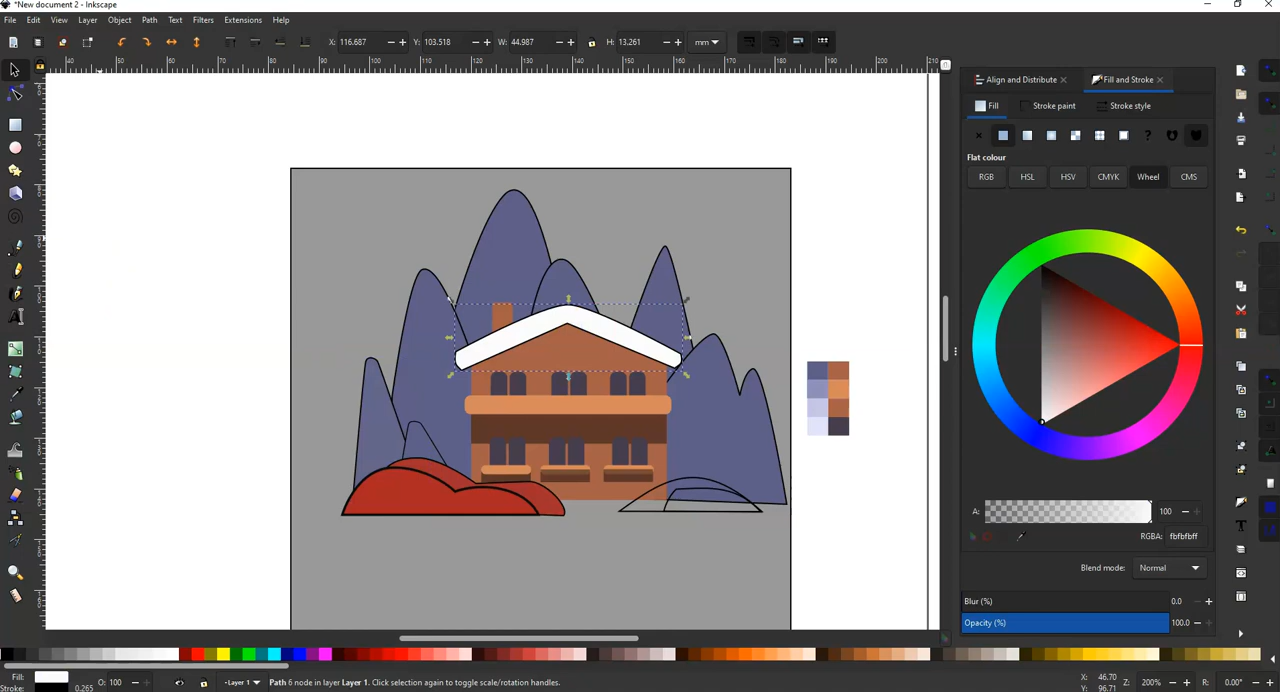 *New document 2 - Inkscape
File Edit View Layer Object Path Text Filters Extensions Help
X: 116.687 Y: 103.518 W: 44.987 H: 13.261 mm
Align and Distribute Fill and Stroke
Fill Stroke paint Stroke style
Flat colour
RGB HSL HSV CMYK Wheel CMS
A: 100
RGBA: fbfbfbff
Blend mode: Normal
Blur (%) 0.0
Opacity (%) 100.0
Fill: O: 100 Layer 1 Path 6 node in layer Layer 1. Click selection again to toggle scale/rotation handles. X: 46.70 Z: 200% R: 0.00°
Stroke: 0.265 Y: 96.71